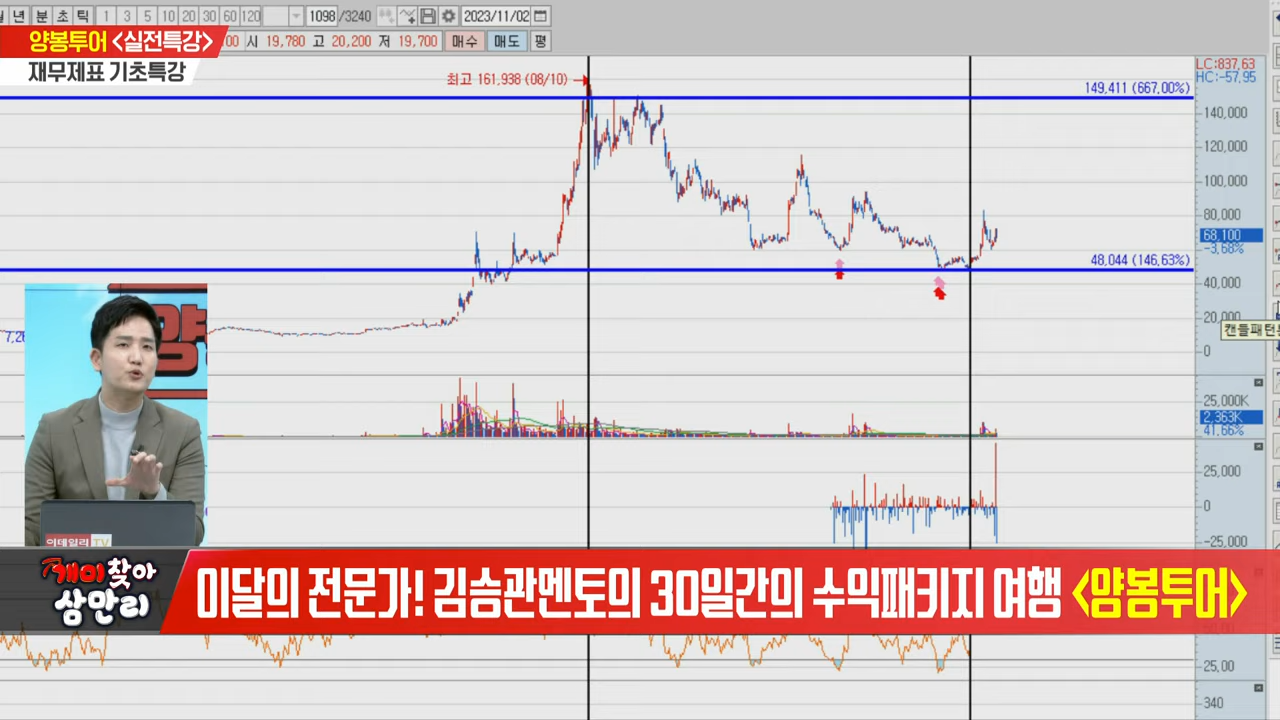 년 분 초 틱 1 3 5 10 20 30 60 120 1098 /3240 2023/11/02
양봉투어 <실전특강>
00 시 19,780 고 20,200 저 19,700 매수 매도 평
재무제표 기초특강
LC:837.63
HC:-57.95
최고 161,938 (08/10)
149,411 (667.00%)
140,000
120,000
100,000
80,000
68,100
-3.68%
48,044 (146.63%)
40,000
20,000
캔들패턴
0
25,000K
2,363K
41.66%
25,000
0
-25,000
이데일리 TV
개미찾아
삼만리
이달의 전문가! 김승관멘토의 30일간의 수익패키지 여행 <양봉투어>
25,00
340